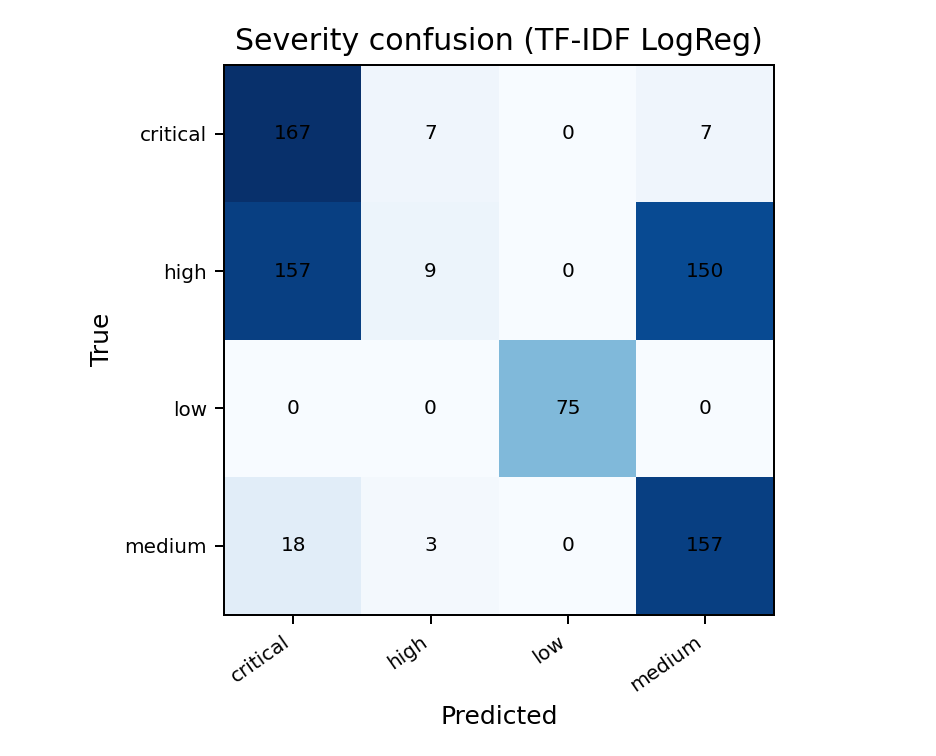 Severity confusion (TF-IDF LogReg)
critical 167 7 0 7
high 157 9 0 150
low 0 0 75 0
medium 18 3 0 157
critical high low medium
True
Predicted